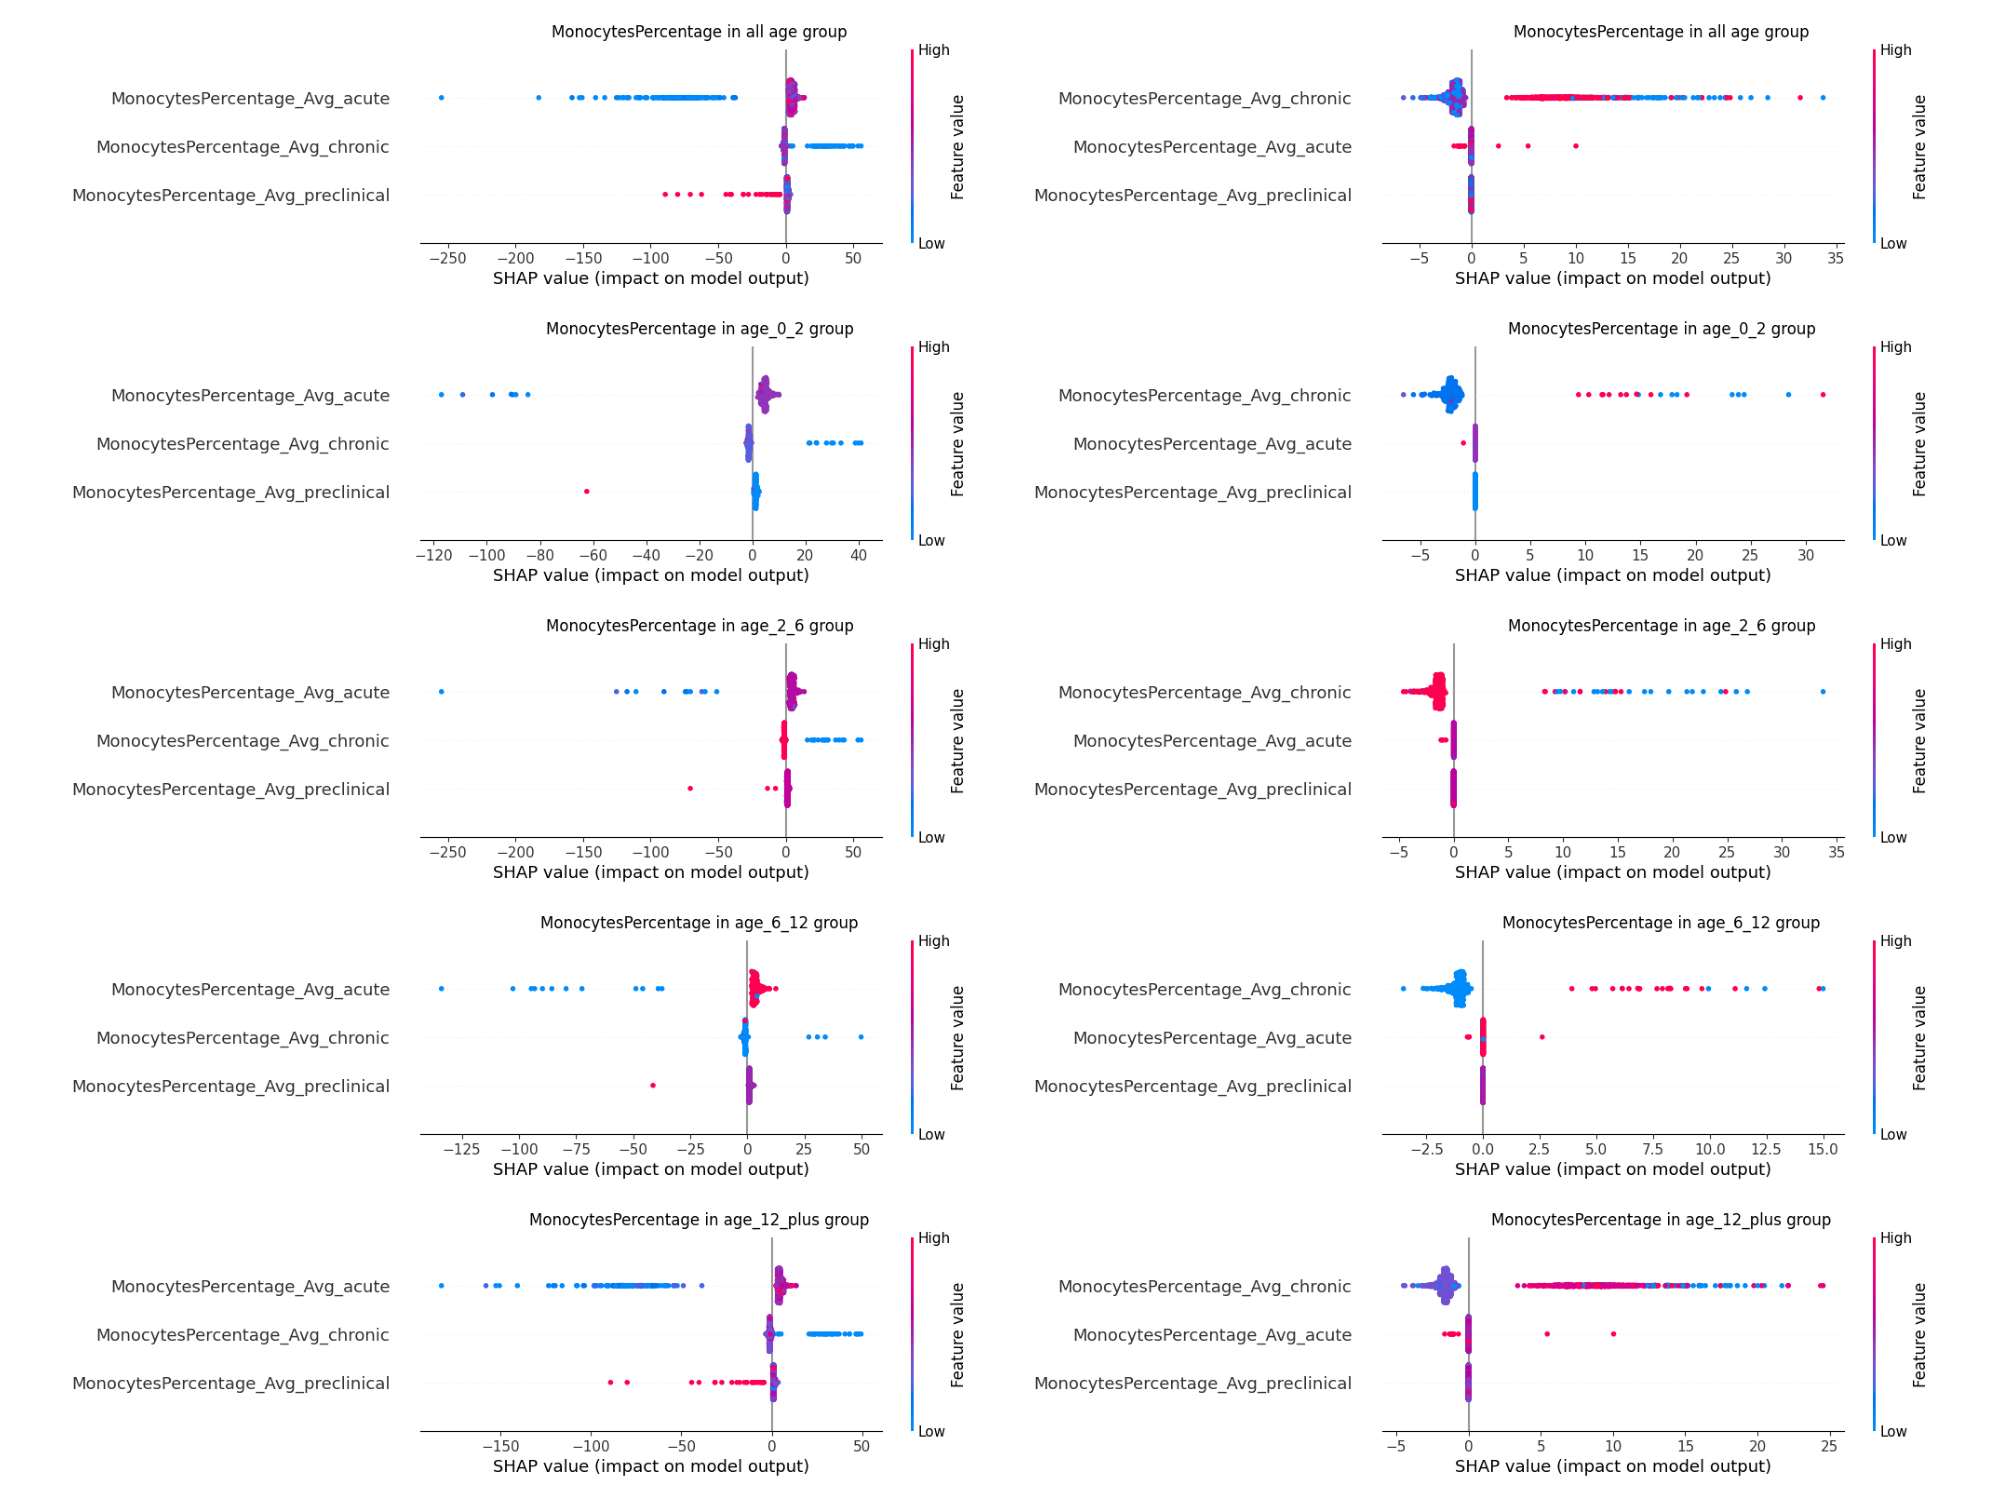 MonocytesPercentage in all age group
High
MonocytesPercentage_Avg_acute
MonocytesPercentage_Avg_chronic
MonocytesPercentage_Avg_preclinical
Feature value
Low
−250 −200 −150 −100 −50 0 50
SHAP value (impact on model output)
MonocytesPercentage in all age group
High
MonocytesPercentage_Avg_chronic
MonocytesPercentage_Avg_acute
MonocytesPercentage_Avg_preclinical
Feature value
Low
−5 0 5 10 15 20 25 30 35
SHAP value (impact on model output)
MonocytesPercentage in age_0_2 group
High
MonocytesPercentage_Avg_acute
MonocytesPercentage_Avg_chronic
MonocytesPercentage_Avg_preclinical
Feature value
Low
−120 −100 −80 −60 −40 −20 0 20 40
SHAP value (impact on model output)
MonocytesPercentage in age_0_2 group
High
MonocytesPercentage_Avg_chronic
MonocytesPercentage_Avg_acute
MonocytesPercentage_Avg_preclinical
Feature value
Low
−5 0 5 10 15 20 25 30
SHAP value (impact on model output)
MonocytesPercentage in age_2_6 group
High
MonocytesPercentage_Avg_acute
MonocytesPercentage_Avg_chronic
MonocytesPercentage_Avg_preclinical
Feature value
Low
−250 −200 −150 −100 −50 0 50
SHAP value (impact on model output)
MonocytesPercentage in age_2_6 group
High
MonocytesPercentage_Avg_chronic
MonocytesPercentage_Avg_acute
MonocytesPercentage_Avg_preclinical
Feature value
Low
−5 0 5 10 15 20 25 30 35
SHAP value (impact on model output)
MonocytesPercentage in age_6_12 group
High
MonocytesPercentage_Avg_acute
MonocytesPercentage_Avg_chronic
MonocytesPercentage_Avg_preclinical
Feature value
Low
−125 −100 −75 −50 −25 0 25 50
SHAP value (impact on model output)
MonocytesPercentage in age_6_12 group
High
MonocytesPercentage_Avg_chronic
MonocytesPercentage_Avg_acute
MonocytesPercentage_Avg_preclinical
Feature value
Low
−2.5 0.0 2.5 5.0 7.5 10.0 12.5 15.0
SHAP value (impact on model output)
MonocytesPercentage in age_12_plus group
High
MonocytesPercentage_Avg_acute
MonocytesPercentage_Avg_chronic
MonocytesPercentage_Avg_preclinical
Feature value
Low
−150 −100 −50 0 50
SHAP value (impact on model output)
MonocytesPercentage in age_12_plus group
High
MonocytesPercentage_Avg_chronic
MonocytesPercentage_Avg_acute
MonocytesPercentage_Avg_preclinical
Feature value
Low
−5 0 5 10 15 20 25
SHAP value (impact on model output)